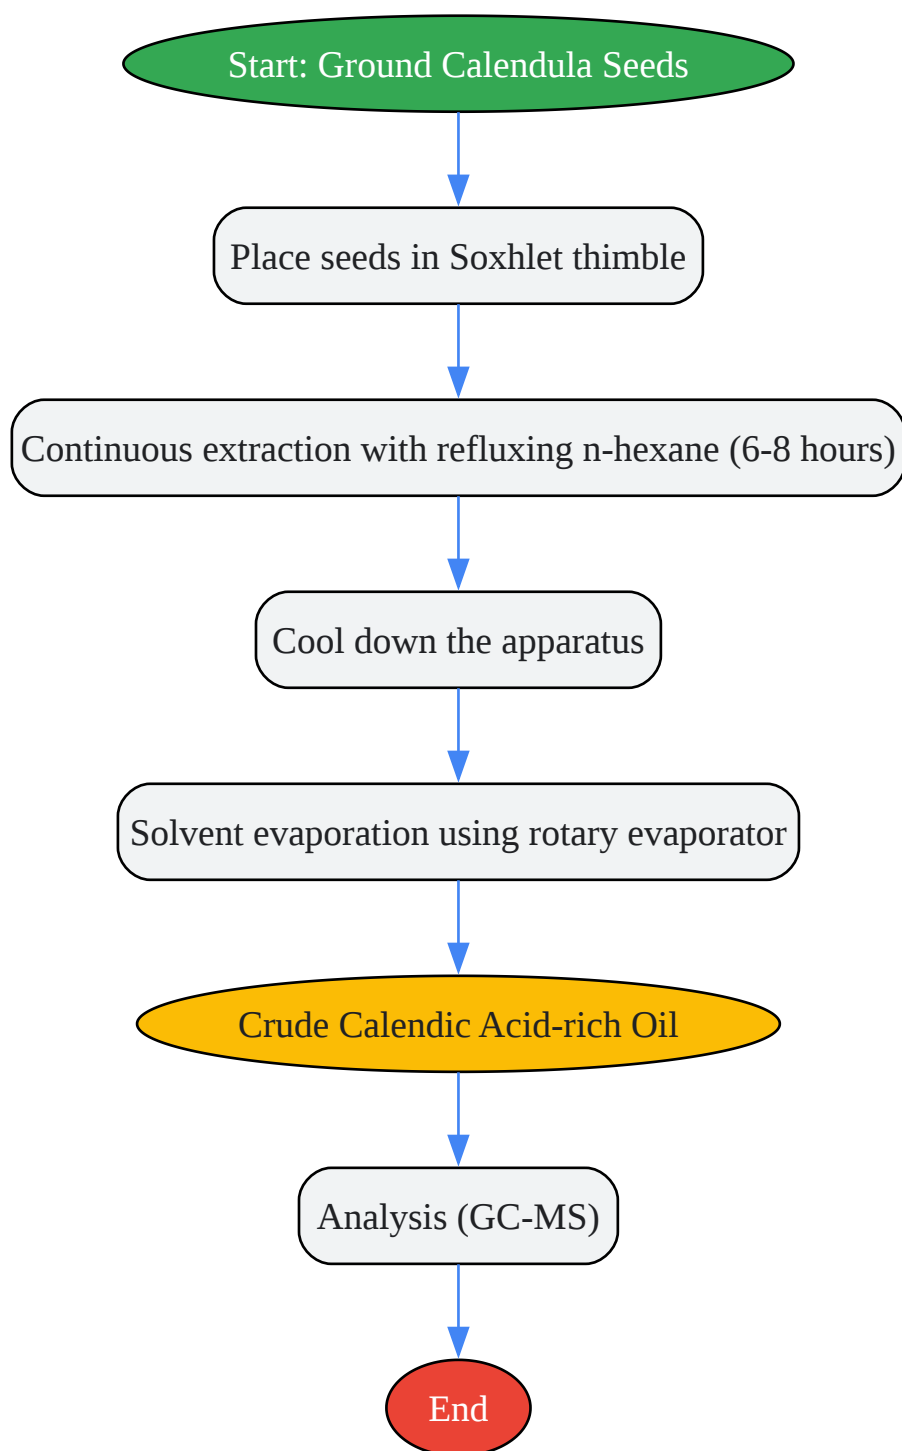 Start: Ground Calendula Seeds
Place seeds in Soxhlet thimble
Continuous extraction with refluxing n-hexane (6-8 hours)
Cool down the apparatus
Solvent evaporation using rotary evaporator
Crude Calendic Acid-rich Oil
Analysis (GC-MS)
End